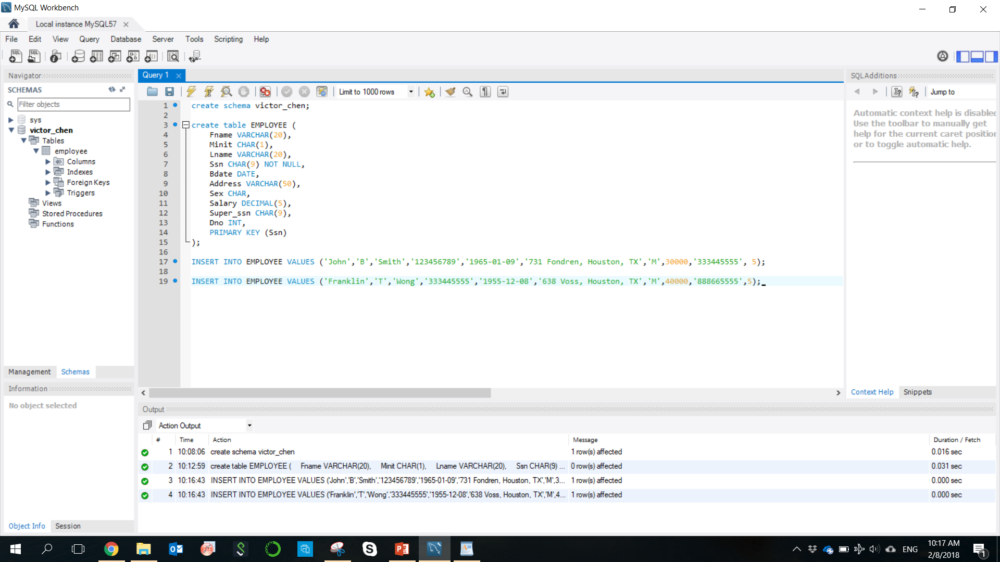 MySQL Workbench
Local instance MySQL57
File Edit View Query Database Server Tools Scripting Help
Navigator
SCHEMAS
Filter objects
sys
victor_chen
Tables
employee
Columns
Indexes
Foreign Keys
Triggers
Views
Stored Procedures
Functions
Management Schemas
Information
No object selected
Object Info Session
Query 1
Limit to 1000 rows
1 create schema victor_chen;
2
3 create table EMPLOYEE (
4 Fname VARCHAR(20),
5 Minit CHAR(1),
6 Lname VARCHAR(20),
7 Ssn CHAR(9) NOT NULL,
8 Bdate DATE,
9 Address VARCHAR(50),
10 Sex CHAR,
11 Salary DECIMAL(5),
12 Super_ssn CHAR(9),
13 Dno INT,
14 PRIMARY KEY (Ssn)
15 );
16
17 INSERT INTO EMPLOYEE VALUES ('John','B','Smith','123456789','1965-01-09','731 Fondren, Houston, TX','M',30000,'333445555', 5);
18
19 INSERT INTO EMPLOYEE VALUES ('Franklin','T','Wong','333445555','1955-12-08','638 Voss, Houston, TX','M',40000,'888665555',5);
SQLAdditions
Jump to
Automatic context help is disabled
Use the toolbar to manually get
help for the current caret position
or to toggle automatic help.
Context Help Snippets
Output
Action Output
# Time Action Message Duration / Fetch
1 10:08:06 create schema victor_chen 1 row(s) affected 0.016 sec
2 10:12:59 create table EMPLOYEE ( Fname VARCHAR(20), Minit CHAR(1), Lname VARCHAR(20), Ssn CHAR(9) ... 0 row(s) affected 0.031 sec
3 10:16:43 INSERT INTO EMPLOYEE VALUES ('John','B','Smith','123456789','1965-01-09','731 Fondren, Houston, TX','M',3... 1 row(s) affected 0.000 sec
4 10:16:43 INSERT INTO EMPLOYEE VALUES ('Franklin','T','Wong','333445555','1955-12-08','638 Voss, Houston, TX','M',4... 1 row(s) affected 0.000 sec
ENG
10:17 AM
2/8/2018
1